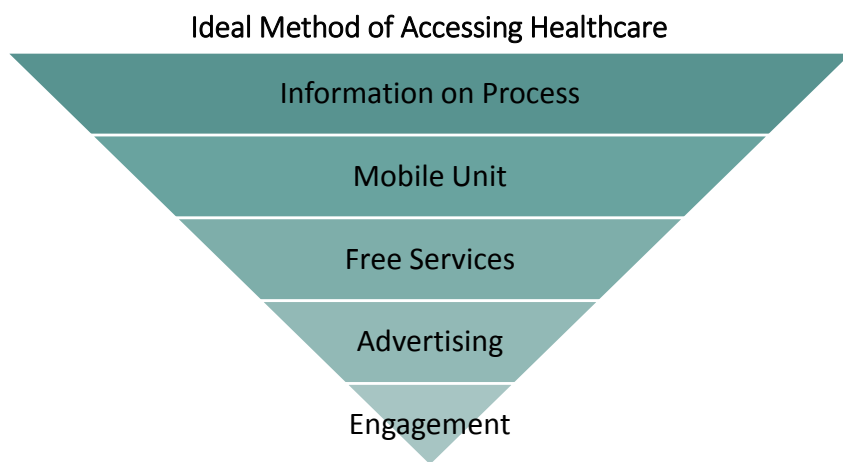 Ideal Method of Accessing Healthcare
Information on Process
Mobile Unit
Free Services
Advertising
Engagement